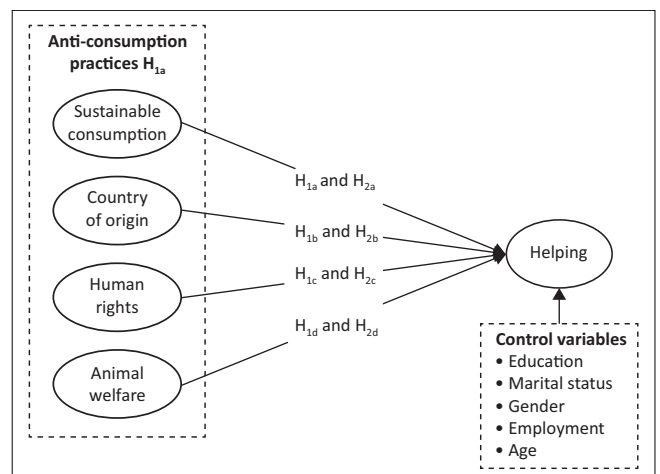 Anti-consumption
practices H₁ₐ
Sustainable
consumption
Country
of origin
Human
rights
Animal
welfare
H₁ₐ and H₂ₐ
H₁b and H₂b
H₁c and H₂c
H₁d and H₂d
Helping
Control variables
• Education
• Marital status
• Gender
• Employment
• Age